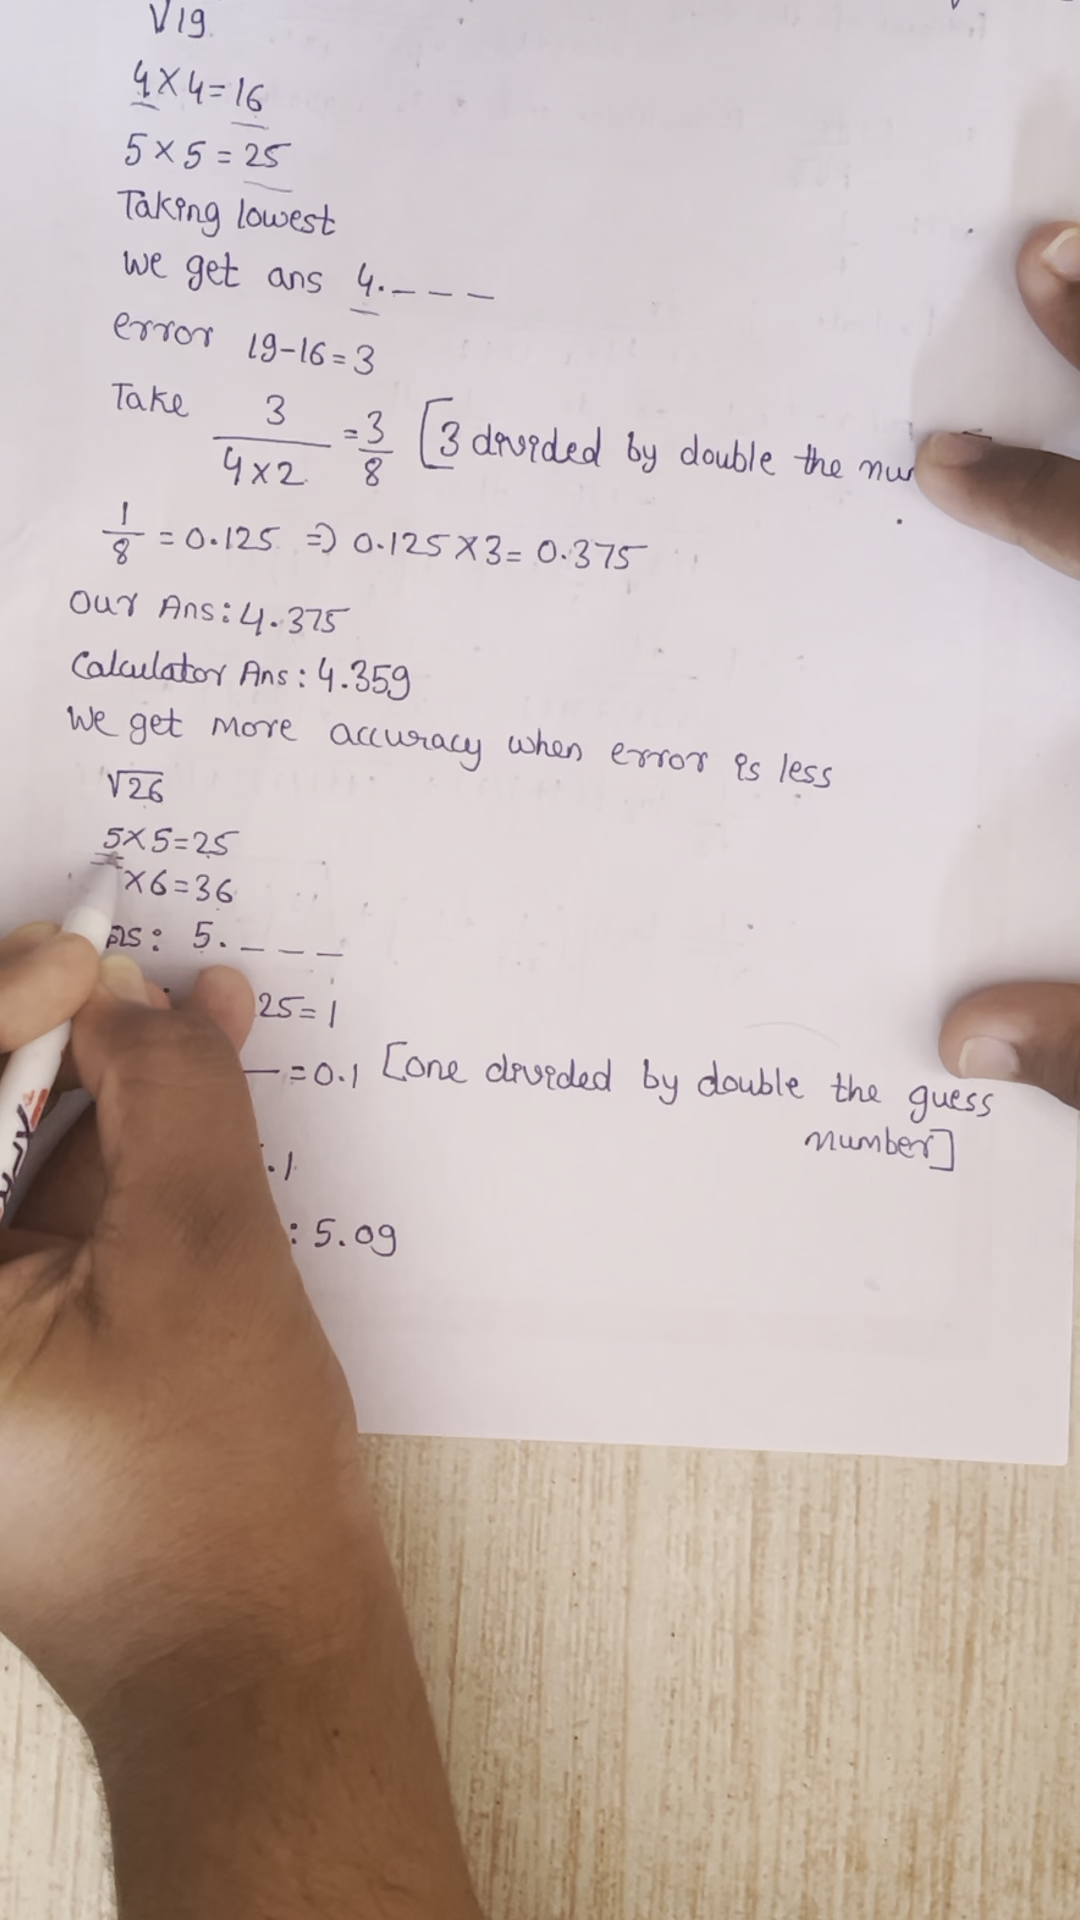 √19
4×4=16
5×5=25
Taking lowest
we get ans 4.---
error 19-16=3
Take 3/4×2 = 3/8 [3 divided by double the
1/8 = 0.125 ⇒ 0.125×3= 0.375
Our Ans: 4.375
Calculator Ans: 4.359
We get more accuracy when error is less
√26
5×5=25
×6=36
5.---
25=1
=0.1 [one divided by double the guess
number]
.1
: 5.09